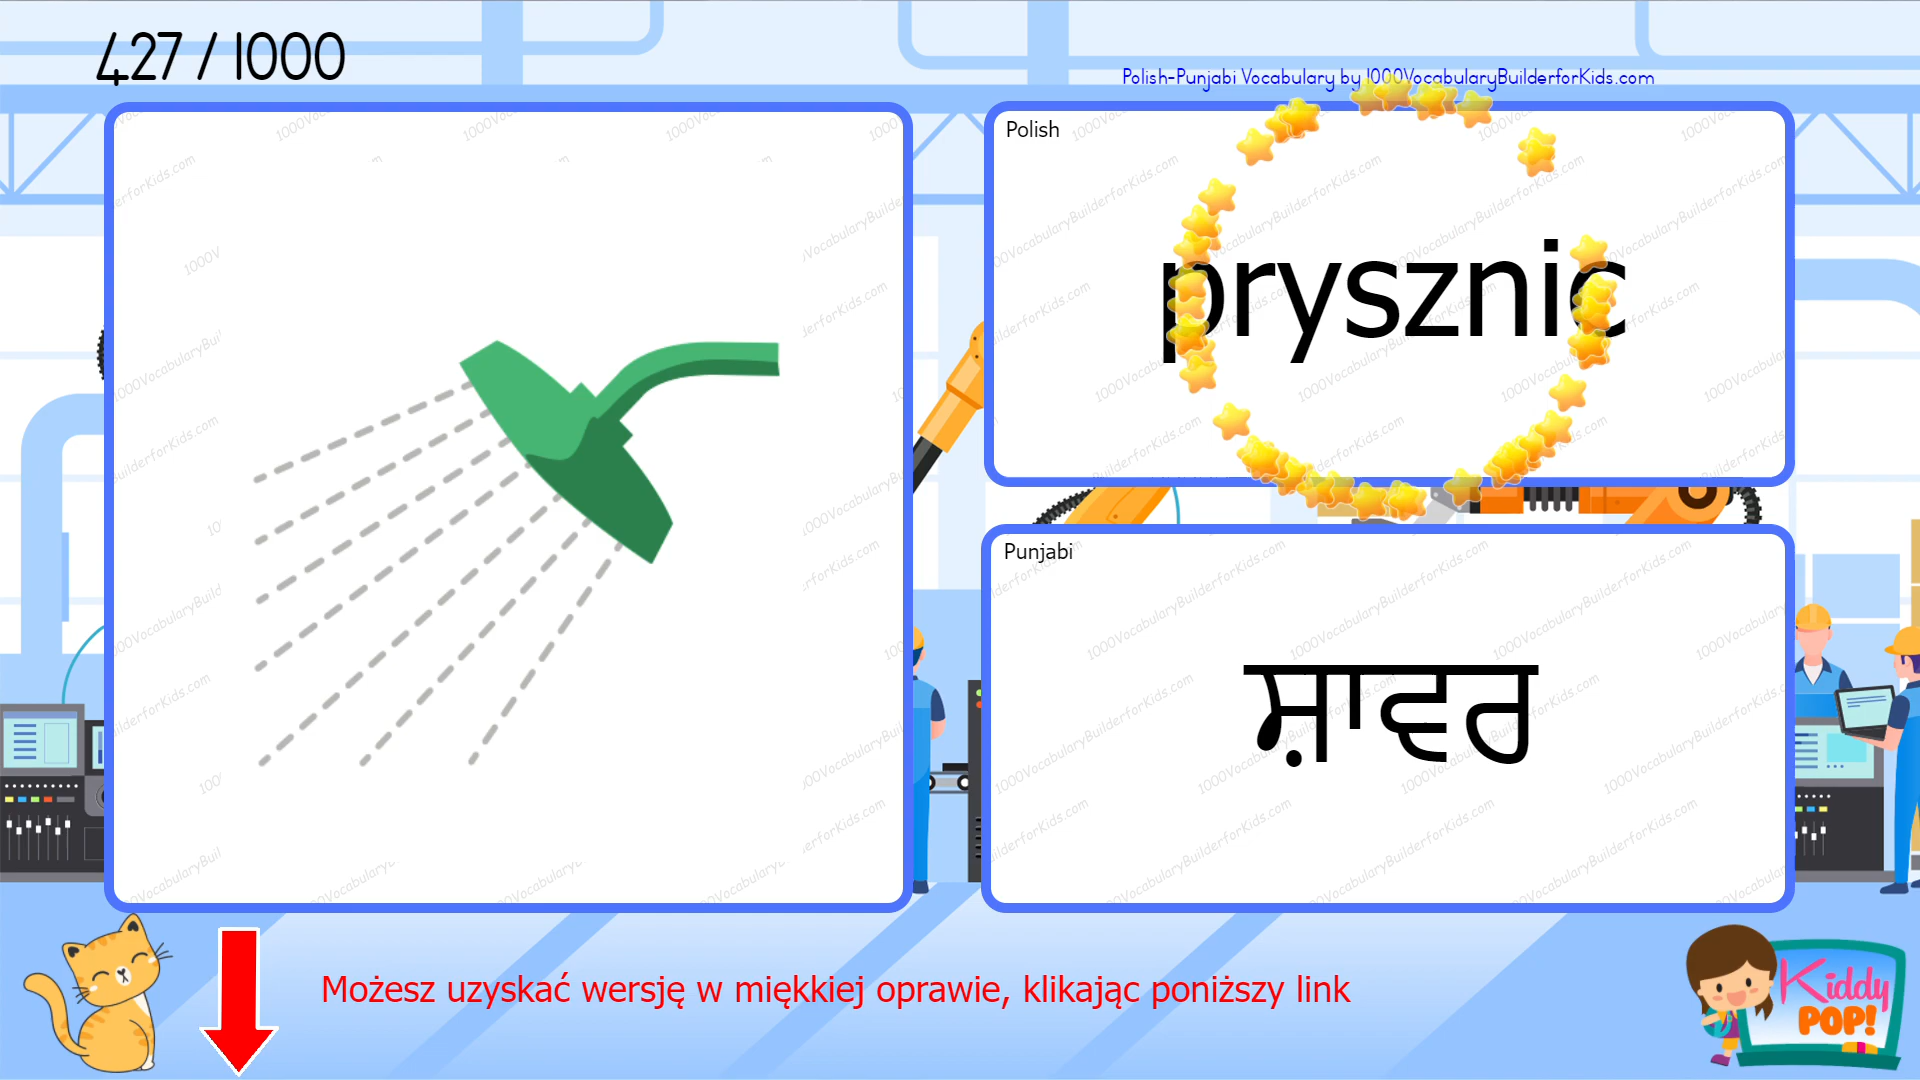 427 / 1000
Polish-Punjabi Vocabulary by 1000VocabularyBuilderforKids.com
Polish
prysznic
Punjabi
ਸ਼ਾਵਰ
Możesz uzyskać wersję w miękkiej oprawie, klikając poniższy link
Kiddy
POP!